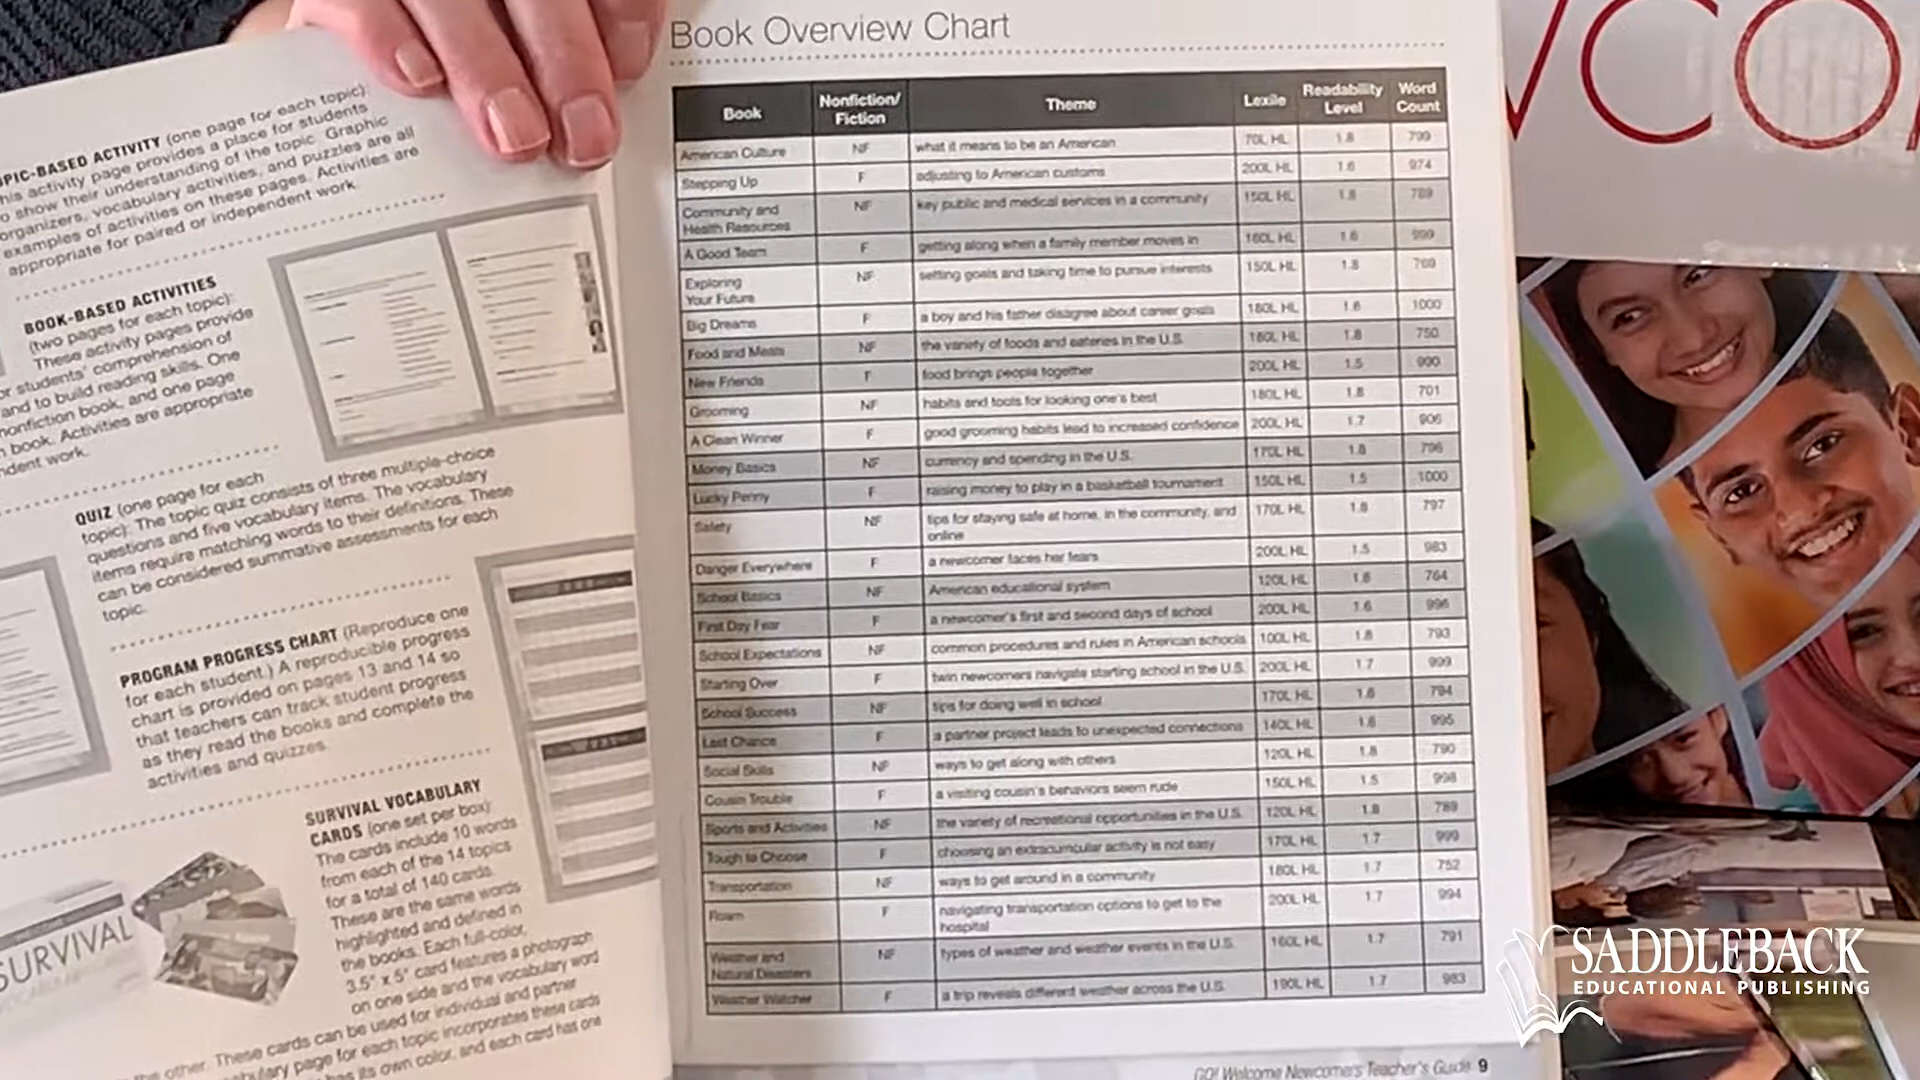 OPIC-BASED ACTIVITY (one page for each topic):
his activity page provides a place for students
o show their understanding of the topic. Graphic
organizers, vocabulary activities, and puzzles are all
examples of activities on these pages. Activities are
appropriate for paired or independent work.
BOOK-BASED ACTIVITIES
(two pages for each topic):
These activity pages provide
or students' comprehension of
and to build reading skills. One
nonfiction book, and one page
n book. Activities are appropriate
ndent work.
QUIZ (one page for each
topic): The topic quiz consists of three multiple-choice
questions and five vocabulary items. The vocabulary
items require matching words to their definitions. These
can be considered summative assessments for each
topic.
PROGRAM PROGRESS CHART (Reproduce one
for each student.) A reproducible progress
chart is provided on pages 13 and 14 so
that teachers can track student progress
as they read the books and complete the
activities and quizzes.
SURVIVAL VOCABULARY
CARDS (one set per box):
The cards include 10 words
from each of the 14 topics
for a total of 140 cards.
These are the same words
highlighted and defined in
the books. Each full-color,
3.5" x 5" card features a photograph
on one side and the vocabulary word
the other. These cards can be used for individual and partner
bulary page for each topic incorporates these cards
has its own color, and each card has one
SURVIVAL
Book Overview Chart
Book Nonfiction/ Fiction Theme Lexile Readability Level Word Count
American Culture NF what it means to be an American 70L HL 1.8 799
Stepping Up F adjusting to American customs 200L HL 1.6 974
Community and Health Resources NF key public and medical services in a community 150L HL 1.8 789
A Good Team F getting along when a family member moves in 160L HL 1.6 999
Exploring Your Future NF setting goals and taking time to pursue interests 150L HL 1.8 769
Big Dreams F a boy and his father disagree about career goals 180L HL 1.6 1000
Food and Meals NF the variety of foods and eateries in the U.S. 180L HL 1.8 750
New Friends F food brings people together 200L HL 1.5 990
Grooming NF habits and tools for looking one's best 180L HL 1.8 701
A Clean Winner F good grooming habits lead to increased confidence 200L HL 1.7 906
Money Basics NF currency and spending in the U.S. 170L HL 1.8 796
Lucky Penny F raising money to play in a basketball tournament 150L HL 1.5 1000
Safety NF tips for staying safe at home, in the community, and online 170L HL 1.8 797
Danger Everywhere F a newcomer faces her fears 200L HL 1.5 983
School Basics NF American educational system 120L HL 1.8 764
First Day Fear F a newcomer's first and second days of school 200L HL 1.6 996
School Expectations NF common procedures and rules in American schools 100L HL 1.8 793
Starting Over F twin newcomers navigate starting school in the U.S. 200L HL 1.7 999
School Success NF tips for doing well in school 170L HL 1.8 794
Last Chance F a partner project leads to unexpected connections 140L HL 1.6 995
Social Skills NF ways to get along with others 120L HL 1.8 790
Cousin Trouble F a visiting cousin's behaviors seem rude 150L HL 1.5 998
Sports and Activities NF the variety of recreational opportunities in the U.S. 120L HL 1.8 789
Tough to Choose F choosing an extracurricular activity is not easy 170L HL 1.7 999
Transportation NF ways to get around in a community 180L HL 1.7 752
Roam F navigating transportation options to get to the hospital 200L HL 1.7 994
Weather and Natural Disasters NF types of weather and weather events in the U.S. 160L HL 1.7 791
Weather Watcher F a trip reveals different weather across the U.S. 190L HL 1.7 983
GO! Welcome Newcomers Teacher's Guide 9
SADDLEBACK
EDUCATIONAL PUBLISHING